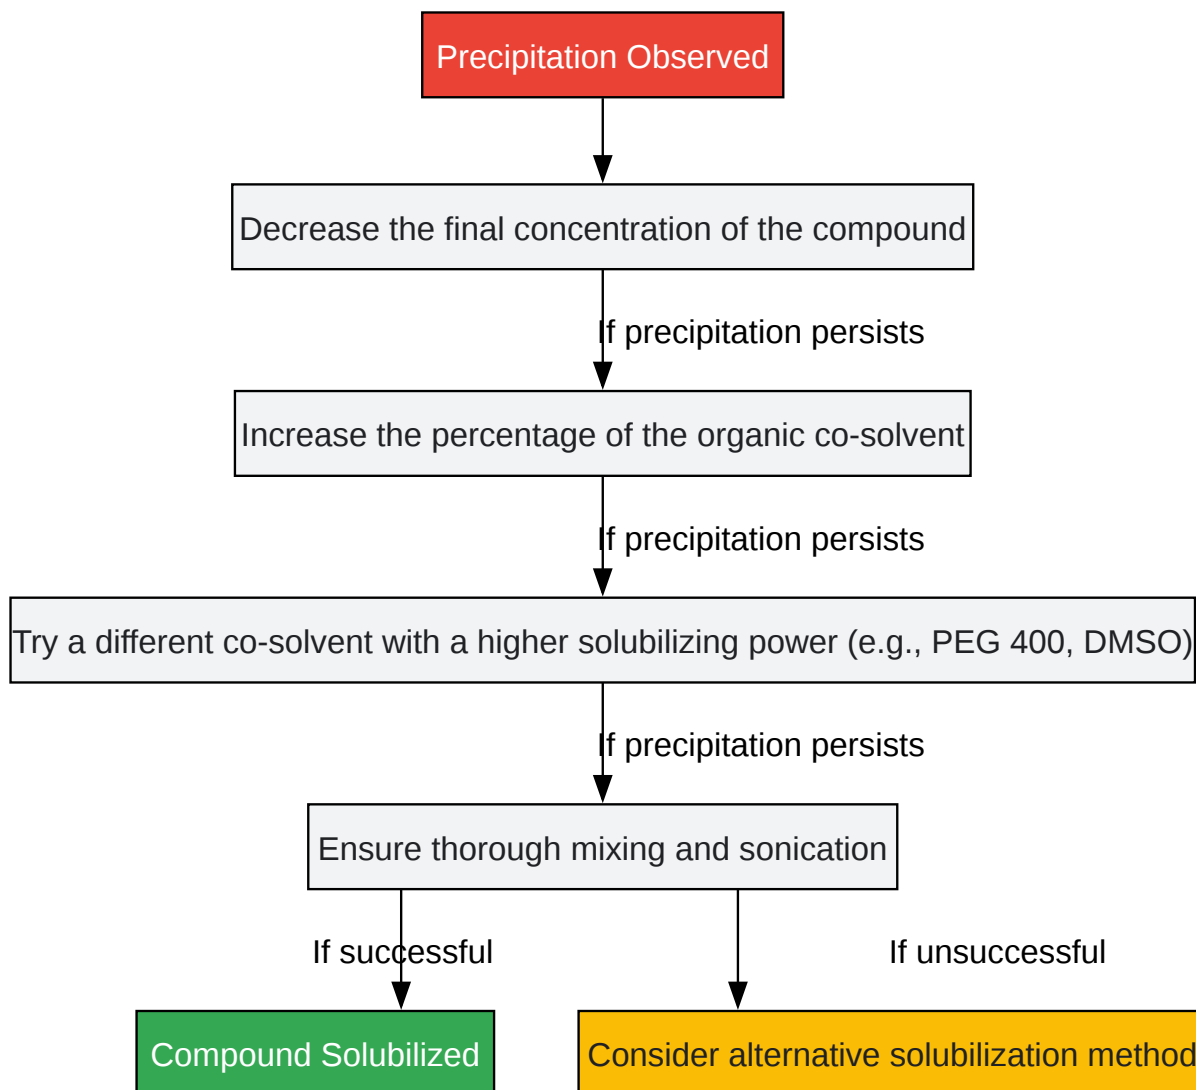 Precipitation Observed
Decrease the final concentration of the compound
If precipitation persists
Increase the percentage of the organic co-solvent
If precipitation persists
Try a different co-solvent with a higher solubilizing power (e.g., PEG 400, DMSO)
If precipitation persists
Ensure thorough mixing and sonication
If successful
If unsuccessful
Compound Solubilized
Consider alternative solubilization method